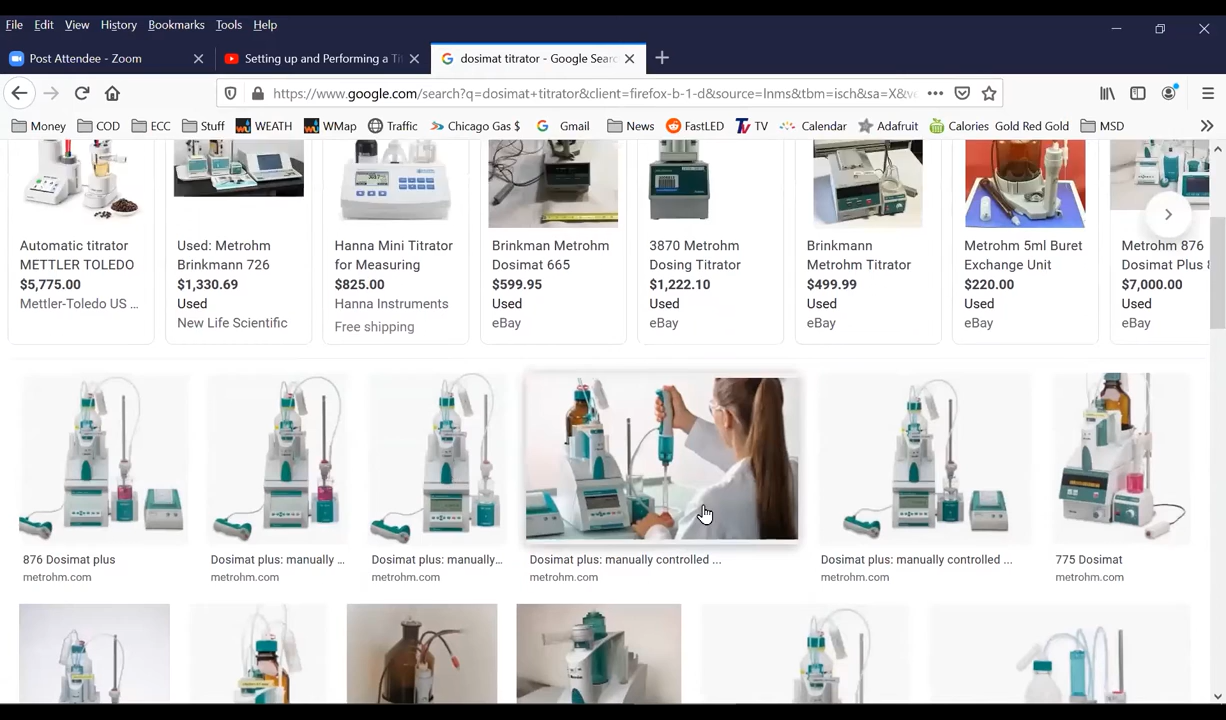 File Edit View History Bookmarks Tools Help
Post Attendee - Zoom
Setting up and Performing a Ti
dosimat titrator - Google Searc
https://www.google.com/search?q=dosimat+titrator&client=firefox-b-1-d&source=lnms&tbm=isch&sa=X&ve
Money COD ECC Stuff WEATH WMap Traffic Chicago Gas $ Gmail News FastLED TV Calendar Adafruit Calories Gold Red Gold MSD
Automatic titrator
METTLER TOLEDO
$5,775.00
Mettler-Toledo US ...
Used: Metrohm
Brinkmann 726
$1,330.69
Used
New Life Scientific
Hanna Mini Titrator
for Measuring
$825.00
Hanna Instruments
Free shipping
Brinkman Metrohm
Dosimat 665
$599.95
Used
eBay
3870 Metrohm
Dosing Titrator
$1,222.10
Used
eBay
Brinkmann
Metrohm Titrator
$499.99
Used
eBay
Metrohm 5ml Buret
Exchange Unit
$220.00
Used
eBay
Metrohm 876
Dosimat Plus
$7,000.00
Used
eBay
876 Dosimat plus
metrohm.com
Dosimat plus: manually ...
metrohm.com
Dosimat plus: manually...
metrohm.com
Dosimat plus: manually controlled ...
metrohm.com
Dosimat plus: manually controlled ...
metrohm.com
775 Dosimat
metrohm.com